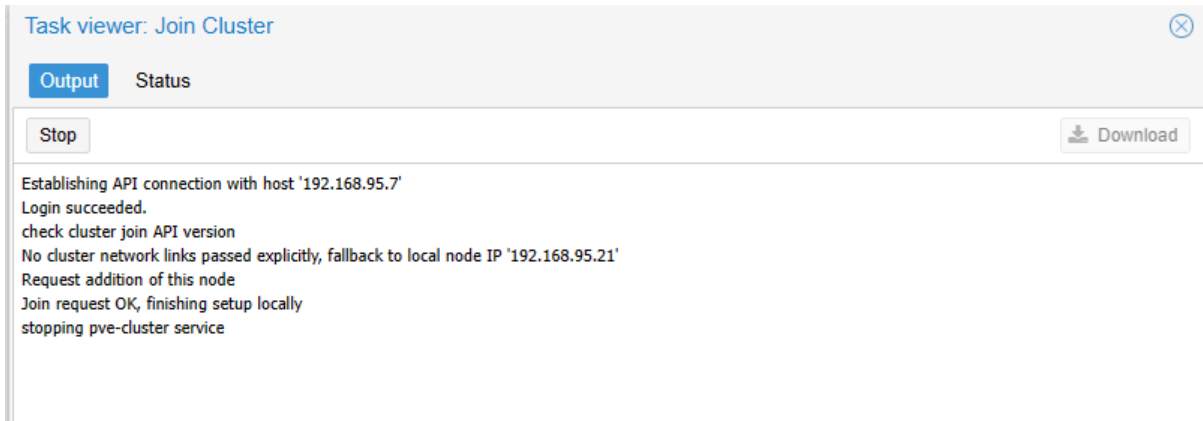 Task viewer: Join Cluster
Output Status
Stop Download
Establishing API connection with host '192.168.95.7'
Login succeeded.
check cluster join API version
No cluster network links passed explicitly, fallback to local node IP '192.168.95.21'
Request addition of this node
Join request OK, finishing setup locally
stopping pve-cluster service